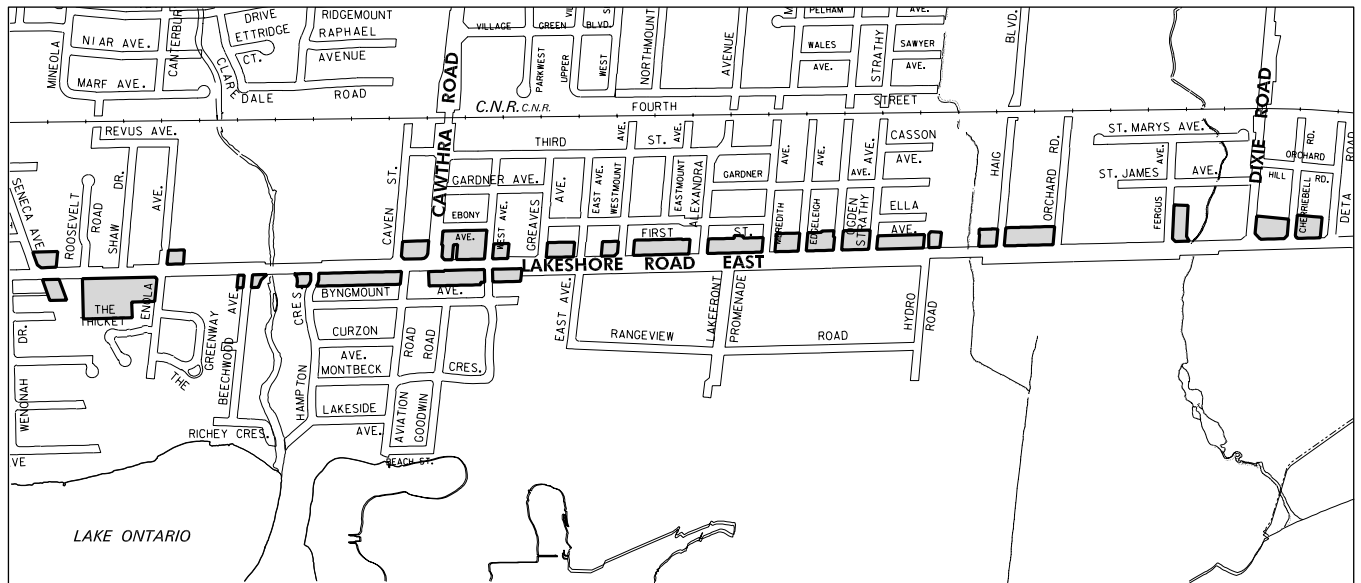 DRIVE
ETTRIDGE
CT.
RIDGEMOUNT
RAPHAEL
AVENUE
NIAR AVE.
MARF AVE.
MINEOLA
CLARE
DALE
ROAD
CAWTHRA ROAD
VILLAGE GREEN BLVD.
PARKWEST
UPPER
WEST
NORTHMOUNT
AVENUE
PELHAM AVE.
WALES
AVE.
STRATHY
SAWYER
AVE.
BLVD.
C.N.R. C.N.R.
FOURTH STREET
DIXIE ROAD
REVUS AVE.
THIRD ST.
AVE.
AVE.
CASSON
AVE.
ST. MARYS AVE.
ST. JAMES AVE.
AVE.
FERGUS
ORCHARD
HILL RD.
RD.
CHERRIEBELL
DETA ROAD
SENECA AVE
ROOSEVELT
ROAD
SHAW DR.
AVE.
ENOLA
CAVEN ST.
GARDNER AVE.
EBONY
AVE.
WEST AVE.
GREAVES
AVE.
EAST AVE.
WESTMOUNT
EASTMOUNT
ALEXANDRA
GARDNER
AVE.
MEREDITH
AVE.
EDGELEIGH
AVE.
OGDEN
STRATHY
ELLA
AVE.
HAIG
ORCHARD RD.
FIRST ST.
LAKESHORE ROAD EAST
THE
THICKET
DR.
WENONAH
THE
GREENWAY
BEECHWOOD AVE.
HAMPTON CRES.
BYNGMOUNT AVE.
CURZON
AVE.
MONTBECK
CRES.
LAKESIDE
AVE.
AVIATION ROAD
GOODWIN ROAD
RICHEY CRES.
BEACH ST.
EAST AVE.
RANGEVIEW ROAD
LAKEFRONT
PROMENADE
HYDRO
ROAD
VE
LAKE ONTARIO